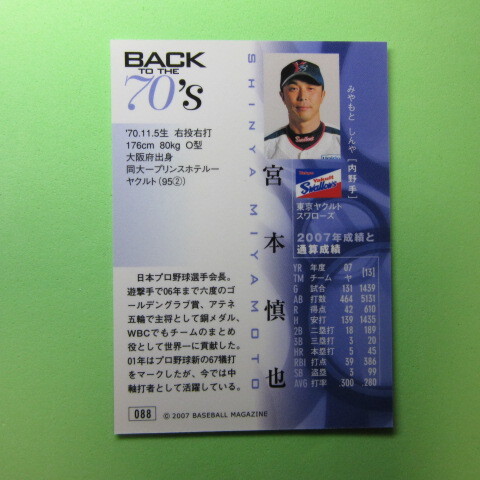 BACK
TO THE
70's
'70.11.5生 右投右打
176cm 80kg O型
大阪府出身
同大ープリンスホテルー
ヤクルト(95②)
SHINYA MIYAMOTO
みやもと しんや [内野手]
宮本慎也
Yakult
Swallows
東京ヤクルト
スワローズ
2007年成績と
通算成績
YR 年度 07 [13]
TM チーム ヤ
G 試合 131 1439
AB 打数 464 5131
R 得点 42 610
H 安打 139 1435
2B 二塁打 18 189
3B 三塁打 3 20
HR 本塁打 5 45
RBI 打点 39 386
SB 盗塁 3 99
AVG 打率 .300 .280
日本プロ野球選手会長。
遊撃手で06年まで六度のゴ
ールデンクラブ賞、アテネ
五輪で主将として銅メダル、
WBCでもチームのまとめ
役として世界一に貢献した。
01年はプロ野球新の67犠打
をマークしたが、今では中
軸打者として活躍している。
088
© 2007 BASEBALL MAGAZINE